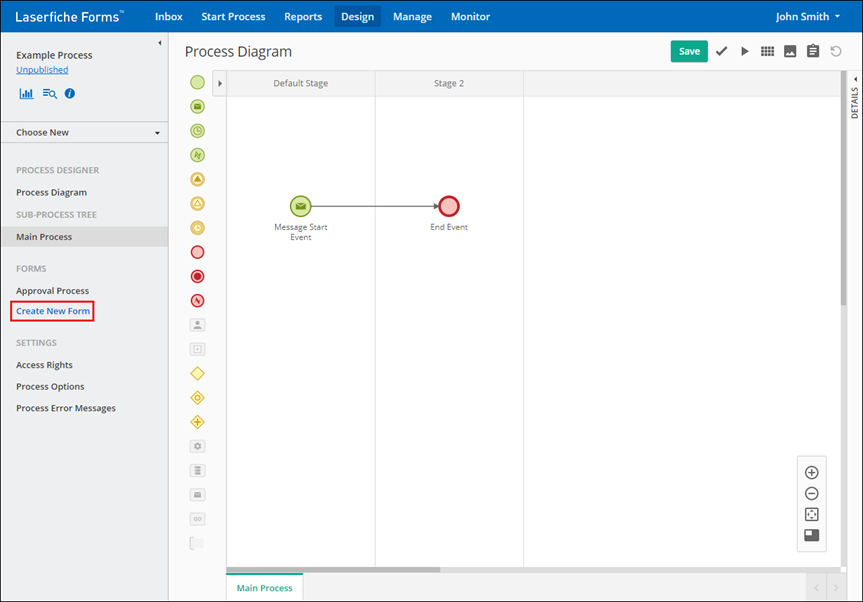 Laserfiche Forms™ Inbox Start Process Reports Design Manage Monitor John Smith
Example Process
Unpublished
Choose New
PROCESS DESIGNER
Process Diagram
SUB-PROCESS TREE
Main Process
FORMS
Approval Process
Create New Form
SETTINGS
Access Rights
Process Options
Process Error Messages
Process Diagram
Save
Default Stage Stage 2
Message Start
Event
End Event
DETAILS
Main Process